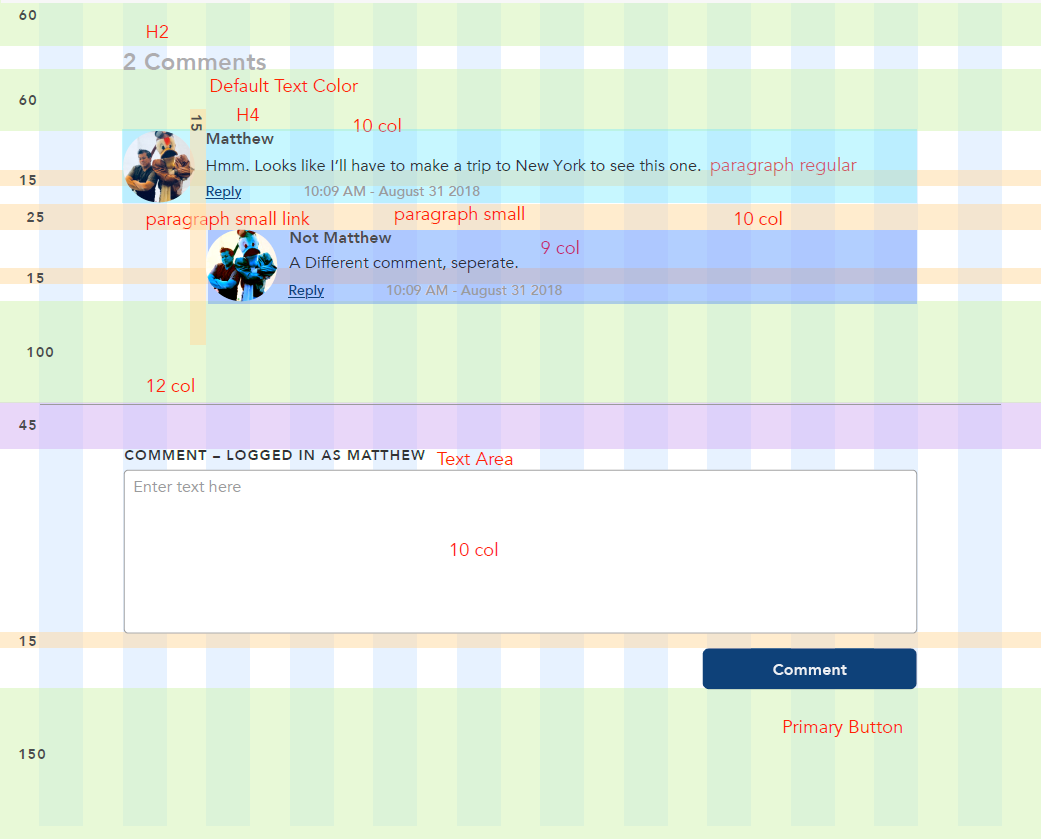 60
H2
2 Comments
Default Text Color
60
H4
15
10 col
Matthew
Hmm. Looks like I’ll have to make a trip to New York to see this one.
paragraph regular
15
Reply
10:09 AM - August 31 2018
25
paragraph small link
paragraph small
10 col
Not Matthew
9 col
A Different comment, seperate.
15
Reply
10:09 AM - August 31 2018
100
12 col
45
COMMENT – LOGGED IN AS MATTHEW
Text Area
Enter text here
10 col
15
Comment
Primary Button
150